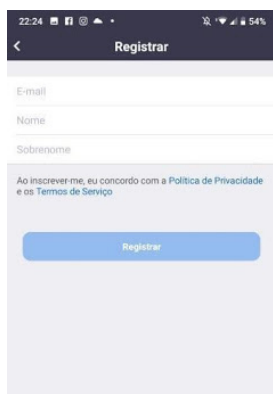 22:24 54%
Registrar
E-mail
Nome
Sobrenome
Ao inscrever-me, eu concordo com a Política de Privacidade
e os Termos de Serviço
Registrar